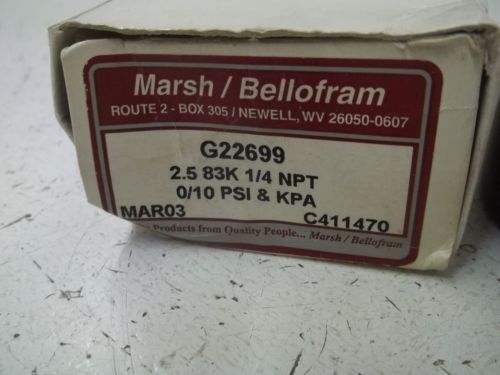 Marsh / Bellofram
ROUTE 2 - BOX 305 / NEWELL, WV 26050-0607
G22699
2.5 83K 1/4 NPT
0/10 PSI & KPA
MAR03 C411470
Products from Quality People... Marsh / Bellofram